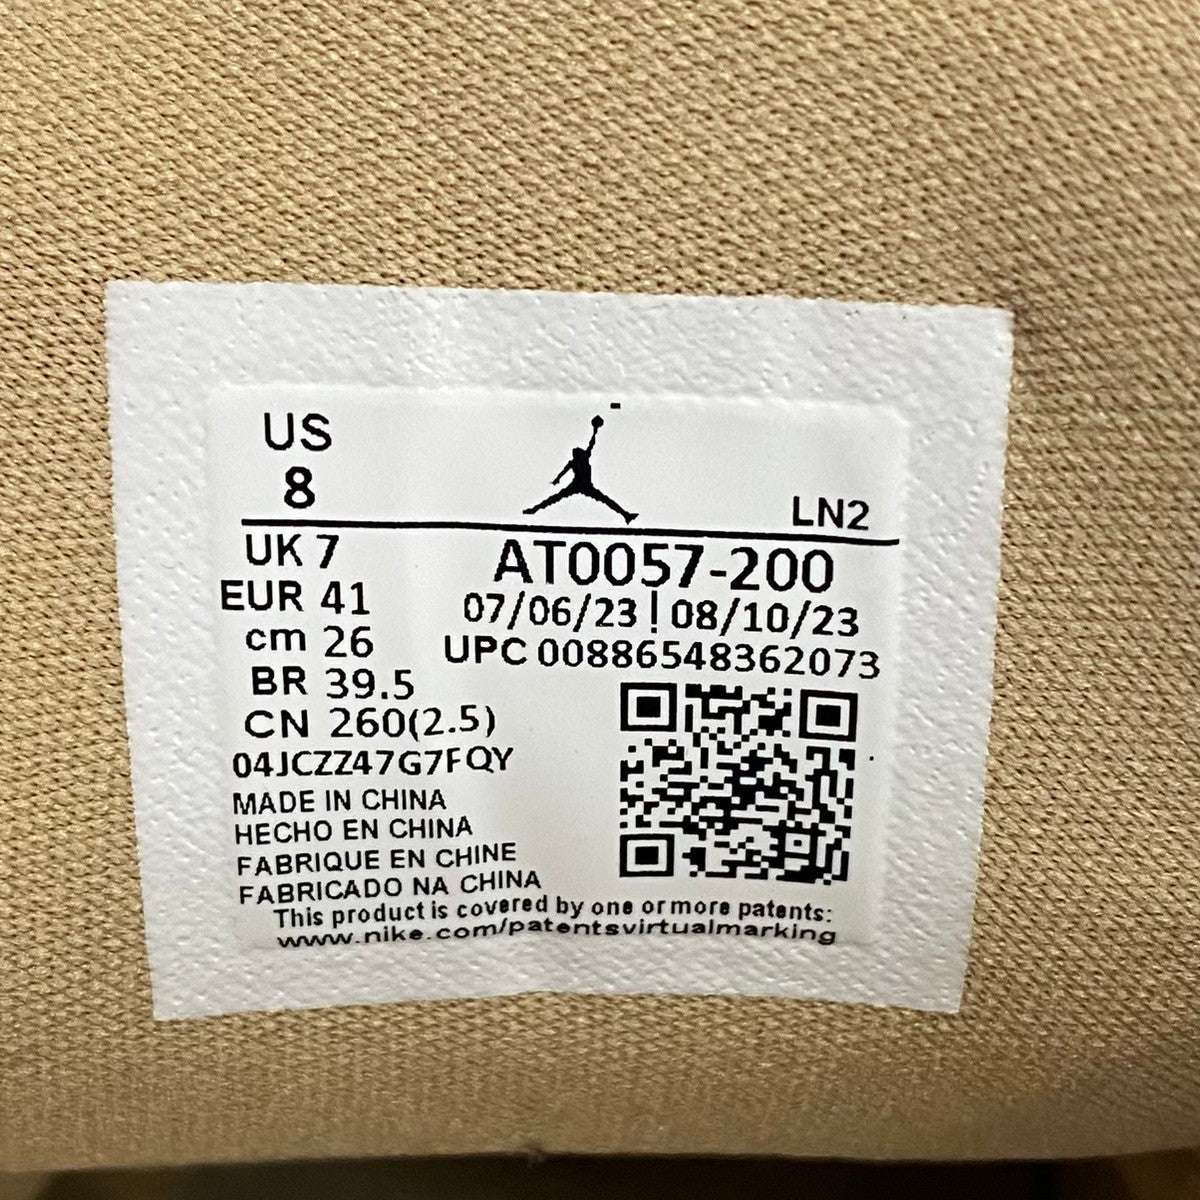 US
8
LN2
UK 7
AT0057-200
EUR 41
07/06/23 | 08/10/23
cm 26
UPC 00886548362073
BR 39.5
CN 260(2.5)
04JCZZ47G7FQY
MADE IN CHINA
HECHO EN CHINA
FABRIQUE EN CHINE
FABRICADO NA CHINA
This product is covered by one or more patents:
www.nike.com/patentsvirtualmarking